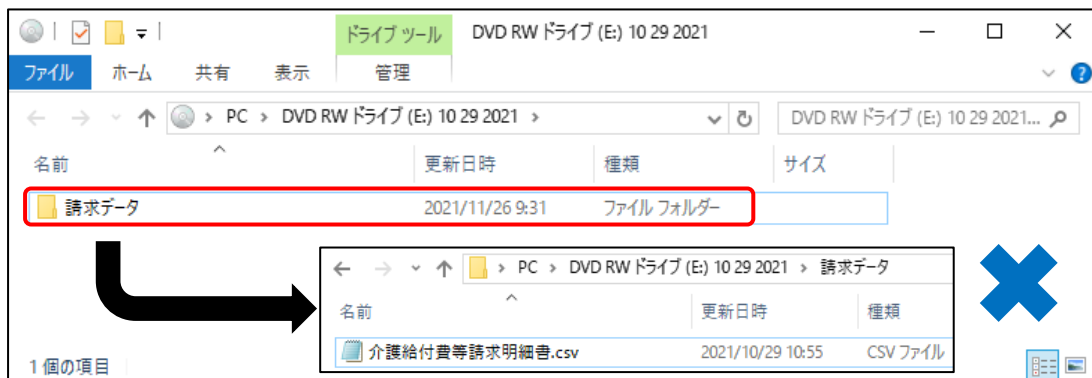 ドライブ ツール DVD RW ドライブ (E:) 10 29 2021
ファイル ホーム 共有 表示 管理
PC > DVD RW ドライブ (E:) 10 29 2021 > DVD RW ドライブ (E:) 10 29 2021...
名前 更新日時 種類 サイズ
請求データ 2021/11/26 9:31 ファイル フォルダー
PC > DVD RW ドライブ (E:) 10 29 2021 > 請求データ
名前 更新日時 種類
介護給付費等請求明細書.csv 2021/10/29 10:55 CSV ファイル
1 個の項目